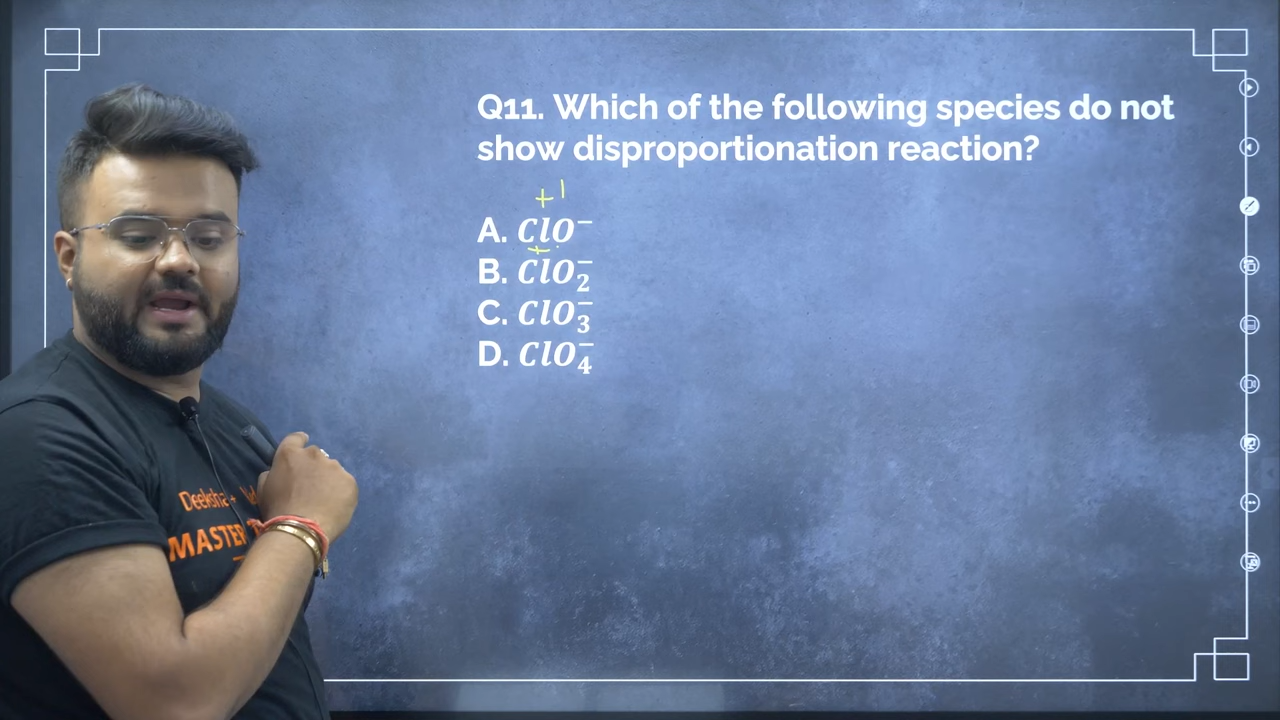 Q11. Which of the following species do not
show disproportionation reaction?
+1
A. ClO⁻
B. ClO₂⁻
C. ClO₃⁻
D. ClO₄⁻
MASTER